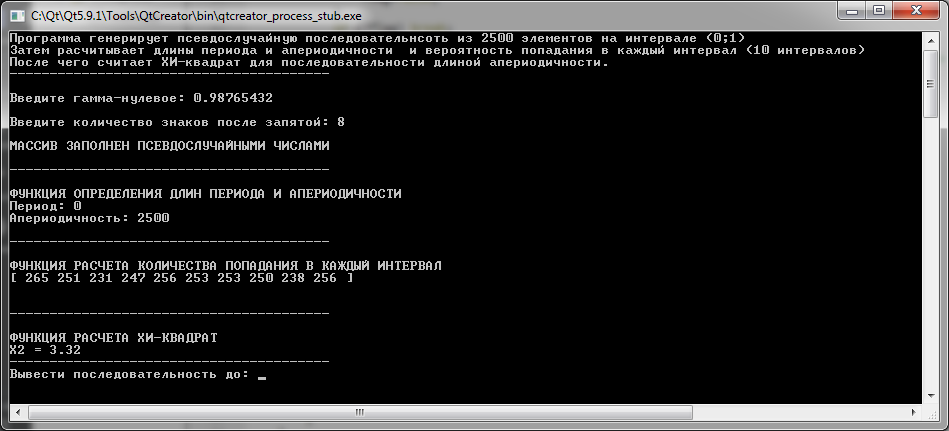 C:\Qt\Qt5.9.1\Tools\QtCreator\bin\qtcreator_process_stub.exe
Программа генерирует псевдослучайную последовательнсоть из 2500 элементов на интервале (0;1)
Затем расчитывает длины периода и апериодичности  и вероятность попадания в каждый интервал (10 интервалов)
После чего считает ХИ-квадрат для последовательности длиной апериодичности.
----------------------------------------
Введите гамма-нулевое: 0.98765432
Введите количество знаков после запятой: 8
МАССИВ ЗАПОЛНЕН ПСЕВДОСЛУЧАЙНЫМИ ЧИСЛАМИ
----------------------------------------
ФУНКЦИЯ ОПРЕДЕЛЕНИЯ ДЛИН ПЕРИОДА И АПЕРИОДИЧНОСТИ
Период: 0
Апериодичность: 2500
----------------------------------------
ФУНКЦИЯ РАСЧЕТА КОЛИЧЕСТВА ПОПАДАНИЯ В КАЖДЫЙ ИНТЕРВАЛ
[ 265 251 231 247 256 253 253 250 238 256 ]
----------------------------------------
ФУНКЦИЯ РАСЧЕТА ХИ-КВАДРАТ
X2 = 3.32
----------------------------------------
Вывести последовательность до: _